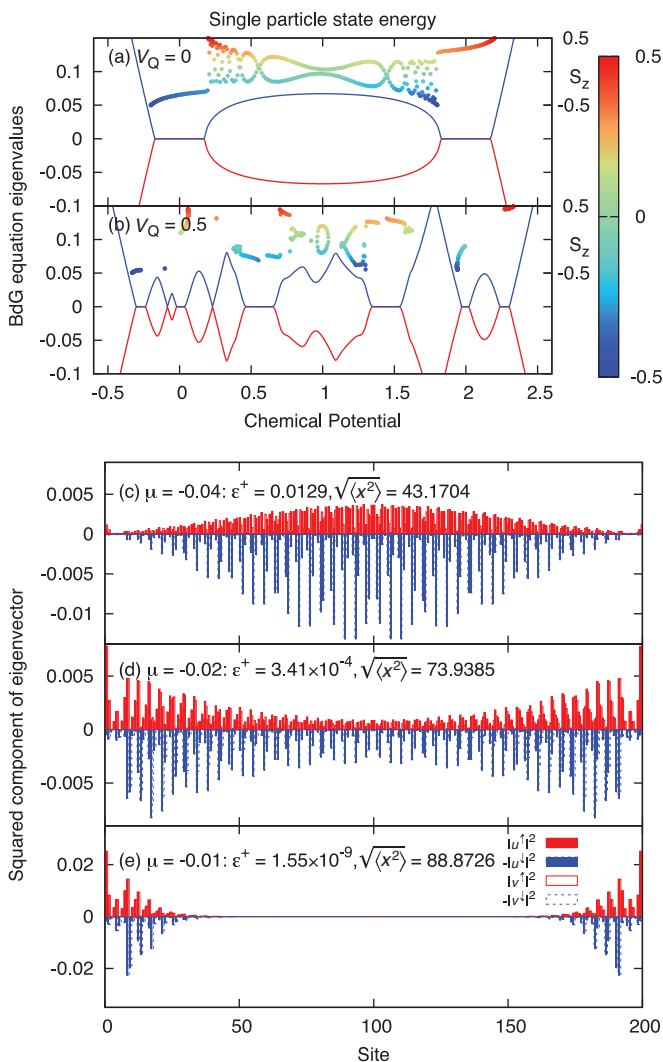 Single particle state energy
(a) V_Q = 0
0.1
0.05
0
-0.05
-0.1
0.5
S_z
-0.5
(b) V_Q = 0.5
0.1
0.05
0
-0.05
-0.1
0.5
S_z
-0.5
BdG equation eigenvalues
-0.5 0 0.5 1 1.5 2 2.5
Chemical Potential
0.5
0
-0.5
(c) μ = -0.04: ε⁺ = 0.0129, √⟨x²⟩ = 43.1704
0.005
0
-0.005
-0.01
(d) μ = -0.02: ε⁺ = 3.41×10⁻⁴, √⟨x²⟩ = 73.9385
0.005
0
-0.005
(e) μ = -0.01: ε⁺ = 1.55×10⁻⁹, √⟨x²⟩ = 88.8726
0.02
0
-0.02
|u↑|²
-|u↓|²
|v↑|²
-|v↓|²
Squared component of eigenvector
0 50 100 150 200
Site